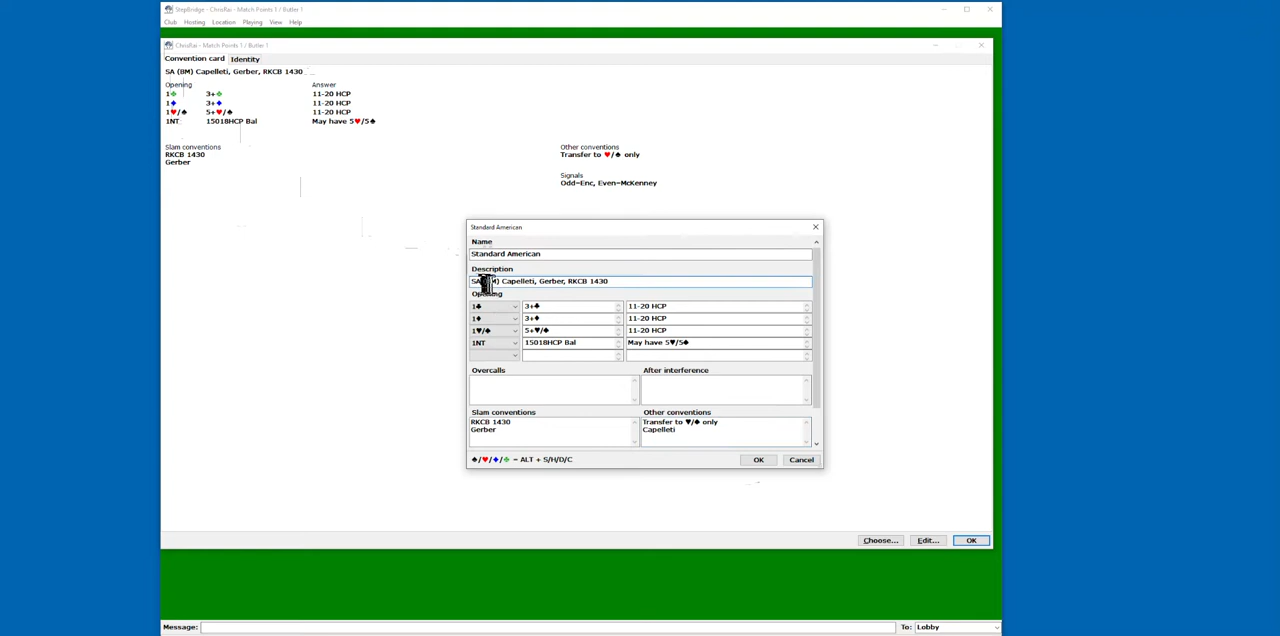 StepBridge - ChrisRai - Match Points 1 / Butler 1
Club Hosting Location Playing View Help
ChrisRai - Match Points 1 / Butler 1
Convention card Identity
SA (BM) Capelleti, Gerber, RKCB 1430
Opening Answer
1♣ 3+♣ 11-20 HCP
1♦ 3+♦ 11-20 HCP
1♥/♠ 5+♥/♠ 11-20 HCP
1NT 15018HCP Bal May have 5♥/5♠
Slam conventions Other conventions
RKCB 1430 Transfer to ♥/♠ only
Gerber
Signals
Odd=Enc, Even=McKenney
Standard American
Name
Standard American
Description
Capelleti, Gerber, RKCB 1430
Opening
1♣ 3+♣ 11-20 HCP
1♦ 3+♦ 11-20 HCP
1♥/♠ 5+♥/♠ 11-20 HCP
1NT 15018HCP Bal May have 5♥/5♠
Overcalls After interference
Slam conventions Other conventions
RKCB 1430 Transfer to ♥/♠ only
Gerber Capelleti
♠/♥/♦/♣ = ALT + S/H/D/C OK Cancel
Choose... Edit... OK
Message: To: Lobby